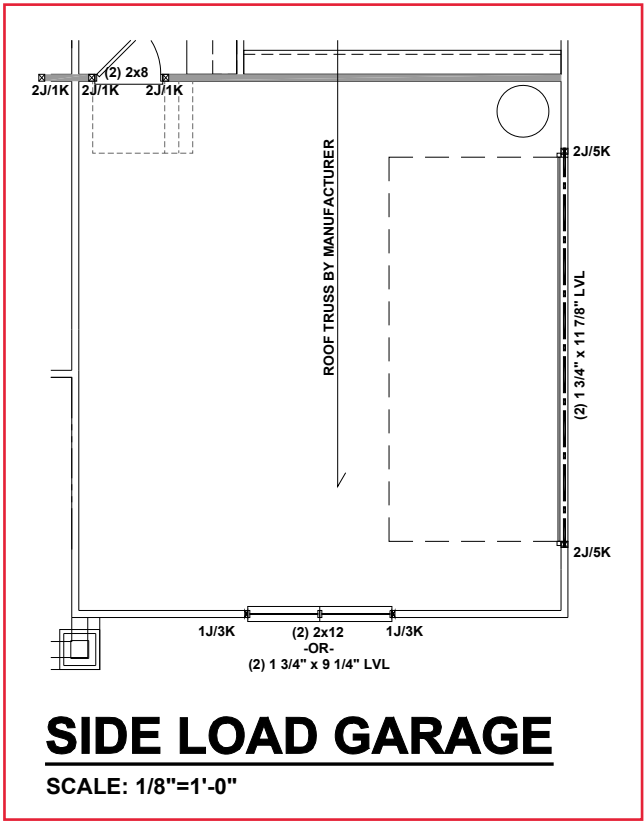 (2) 2x8
2J/1K
2J/1K
2J/1K
2J/5K
ROOF TRUSS BY MANUFACTURER
(2) 1 3/4" x 11 7/8" LVL
2J/5K
1J/3K
(2) 2x12
1J/3K
-OR-
(2) 1 3/4" x 9 1/4" LVL
SIDE LOAD GARAGE
SCALE: 1/8"=1'-0"